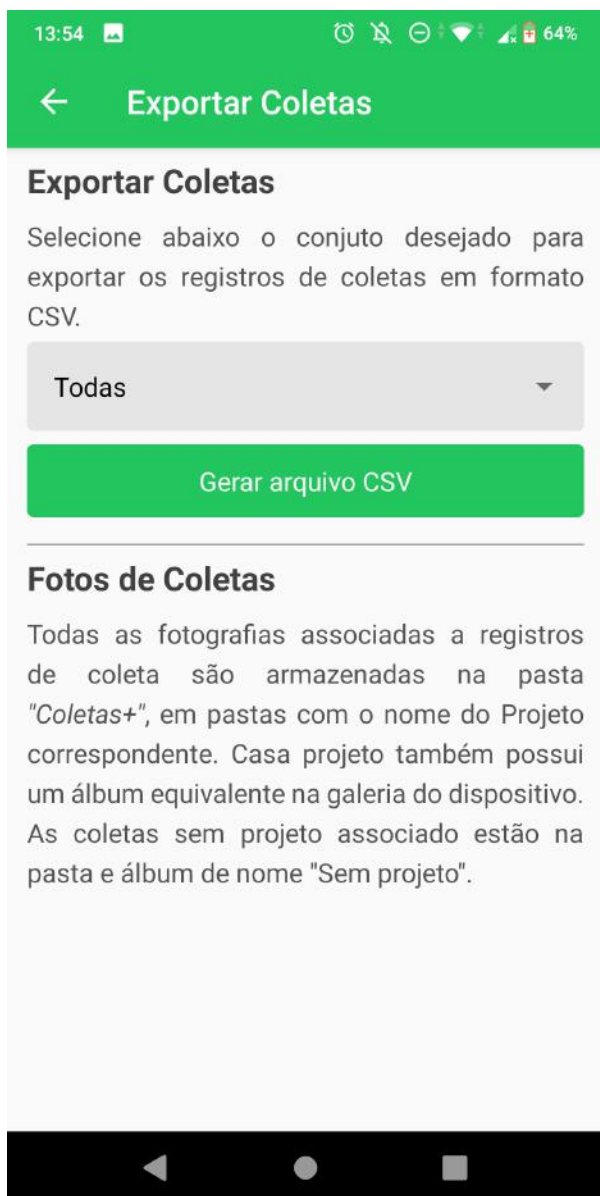 13:54 64%
Exportar Coletas
Exportar Coletas
Selecione abaixo o conjuto desejado para
exportar os registros de coletas em formato
CSV.
Todas
Gerar arquivo CSV
Fotos de Coletas
Todas as fotografias associadas a registros
de coleta são armazenadas na pasta
"Coletas+", em pastas com o nome do Projeto
correspondente. Casa projeto também possui
um álbum equivalente na galeria do dispositivo.
As coletas sem projeto associado estão na
pasta e álbum de nome "Sem projeto".